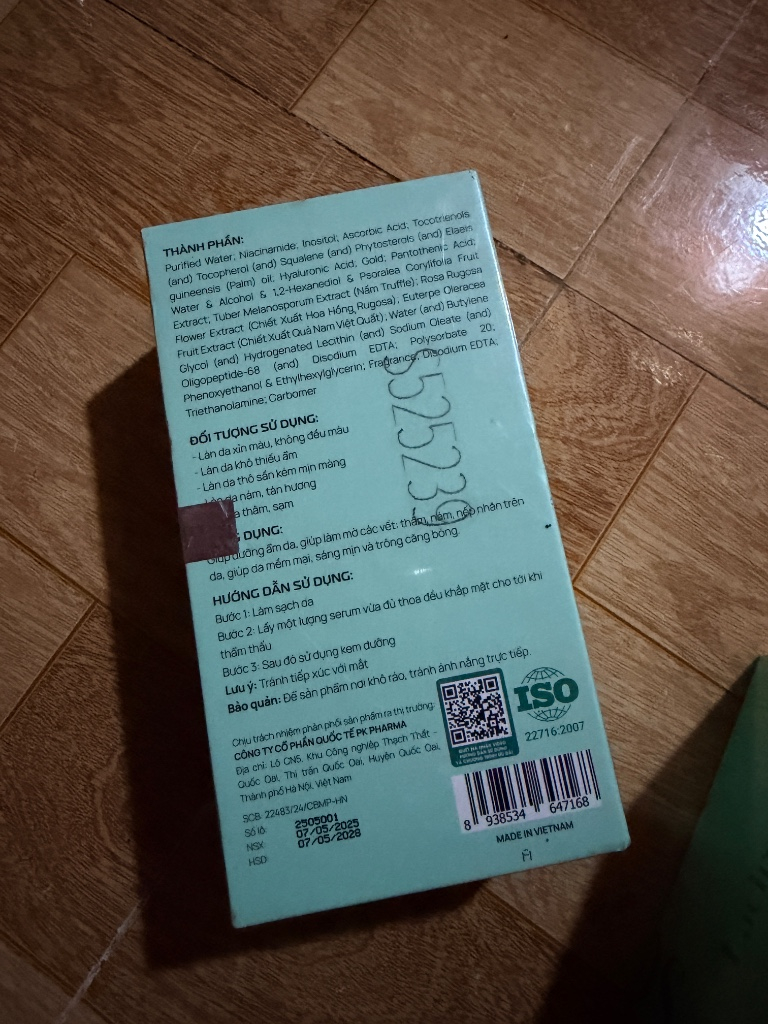 THÀNH PHẦN:
Purified Water; Niacinamide; Inositol; Ascorbic Acid; Tocotrienols
(and) Tocopherol (and) Squalene (and) Phytosterols (and) Elaeis
guineensis (Palm) oil; Hyaluronic Acid; Gold; Pantothenic Acid;
Water & Alcohol & 1,2-Hexanediol & Psoralea Corylifolia Fruit
Extract; Tuber Melanosporum Extract (Nấm Truffle); Rosa Rugosa
Flower Extract (Chiết Xuất Hoa Hồng Rugosa); Euterpe Oleracea
Fruit Extract (Chiết Xuất Quả Nam Việt Quất); Water (and) Butylene
Glycol (and) Hydrogenated Lecithin (and) Sodium Oleate (and)
Oligopeptide-68 (and) Disodium EDTA; Polysorbate 20;
Phenoxyethanol & Ethylhexylglycerin; Fragrance; Disodium EDTA;
Triethanolamine; Carbomer
ĐỐI TƯỢNG SỬ DỤNG:
- Làn da xỉn màu, không đều màu
- Làn da khô thiếu ẩm
- Làn da thô sần kém mịn màng
da nám, tàn hương
thâm, sạm
S525239
DỤNG:
Giúp dưỡng ẩm da, giúp làm mờ các vết: thâm, nám, nếp nhăn trên
da, giúp da mềm mại, sáng mịn và trông căng bóng.
HƯỚNG DẪN SỬ DỤNG:
Bước 1: Làm sạch da
Bước 2: Lấy một lượng serum vừa đủ thoa đều khắp mặt cho tới khi
thẩm thấu
Bước 3: Sau đó sử dụng kem dưỡng
Lưu ý: Tránh tiếp xúc với mắt
Bảo quản: Để sản phẩm nơi khô ráo, tránh ánh nắng trực tiếp.
Chịu trách nhiệm phân phối sản phẩm ra thị trường:
CÔNG TY CỔ PHẦN QUỐC TẾ PK PHARMA
Địa chỉ: Lô CN5, Khu Công nghiệp Thạch Thất -
Quốc Oai, Thị trấn Quốc Oai, Huyện Quốc Oai,
Thành phố Hà Nội, Việt Nam
SCB: 22483/24/CBMP-HN
Số lô: 2505001
NSX: 07/05/2025
HSD: 07/05/2028
ISO
22716:2007
8 938534 647168
MADE IN VIETNAM